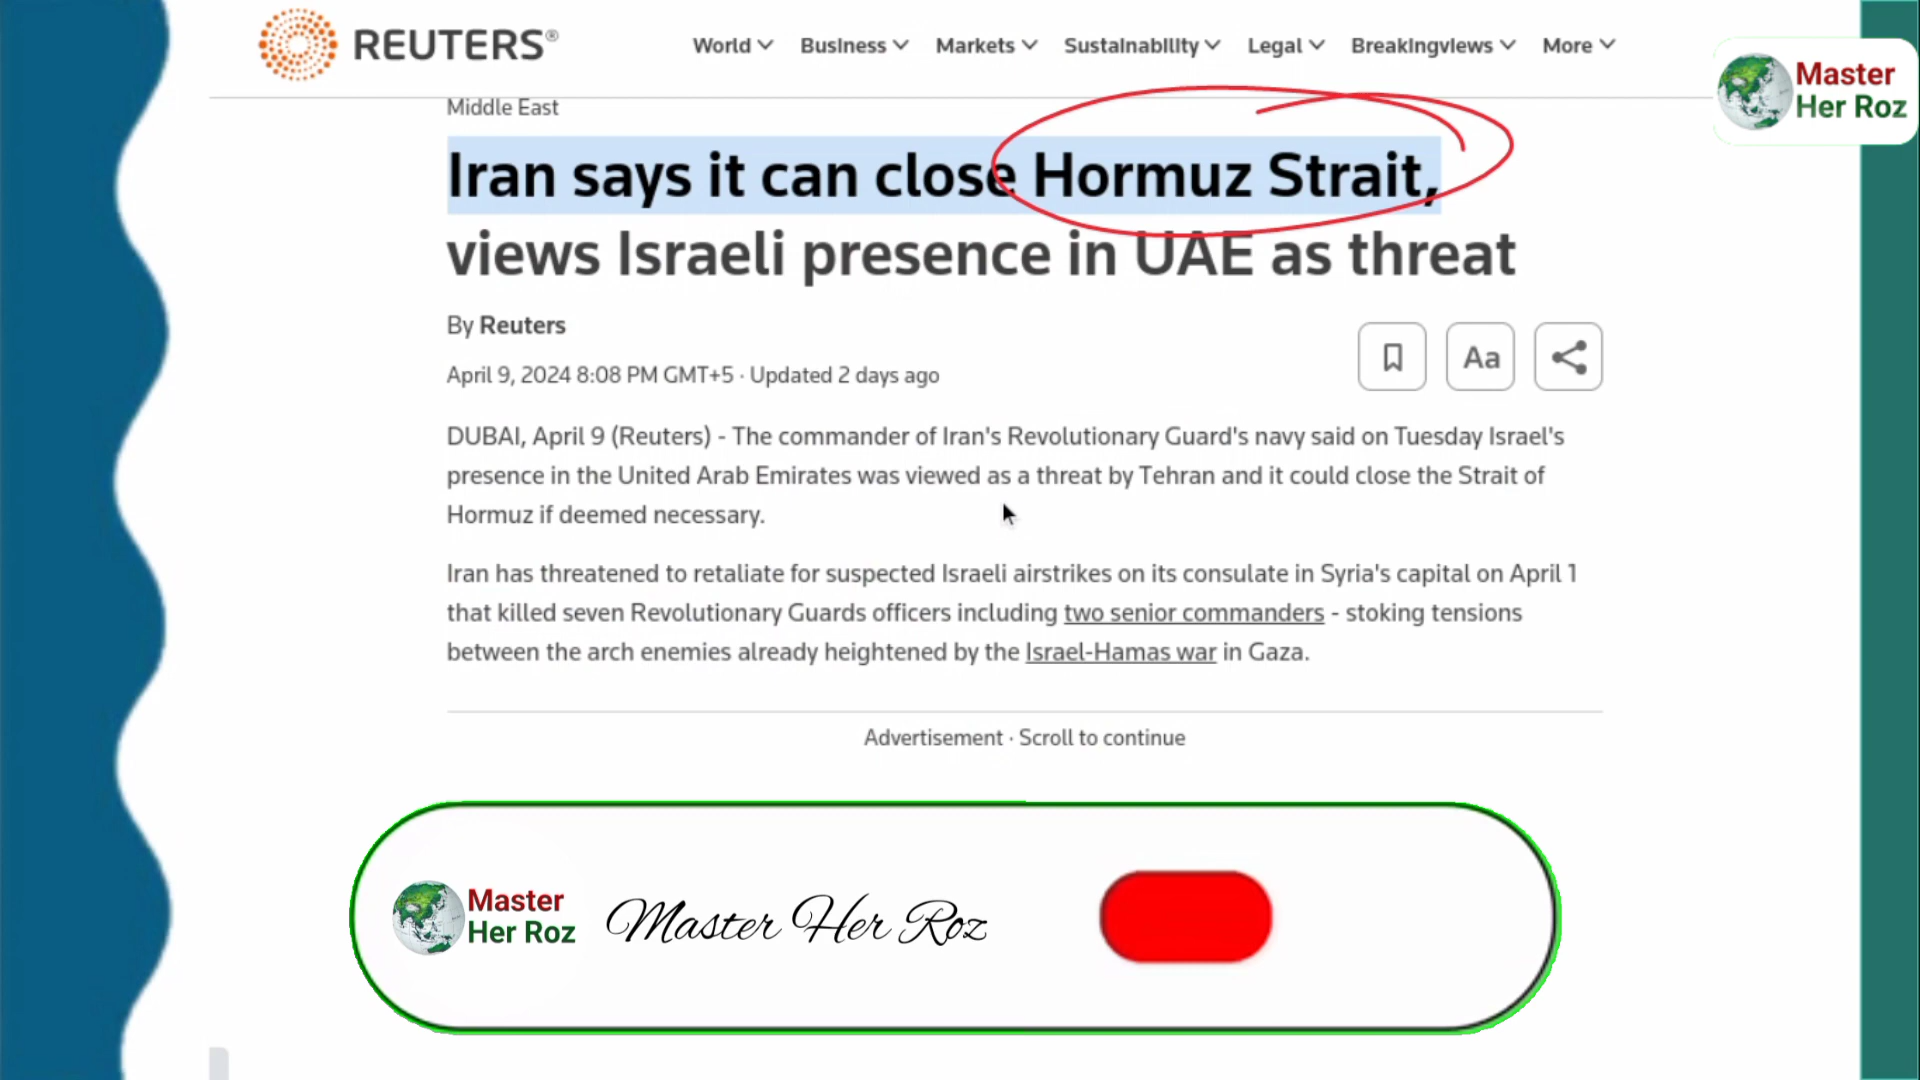 REUTERS®
World Business Markets Sustainability Legal Breakingviews More
Master
Her Roz
Middle East
Iran says it can close Hormuz Strait,
views Israeli presence in UAE as threat
By Reuters
Aa
April 9, 2024 8:08 PM GMT+5 · Updated 2 days ago
DUBAI, April 9 (Reuters) - The commander of Iran's Revolutionary Guard's navy said on Tuesday Israel's
presence in the United Arab Emirates was viewed as a threat by Tehran and it could close the Strait of
Hormuz if deemed necessary.
Iran has threatened to retaliate for suspected Israeli airstrikes on its consulate in Syria's capital on April 1
that killed seven Revolutionary Guards officers including two senior commanders - stoking tensions
between the arch enemies already heightened by the Israel-Hamas war in Gaza.
Advertisement · Scroll to continue
Master
Her Roz
Master Her Roz